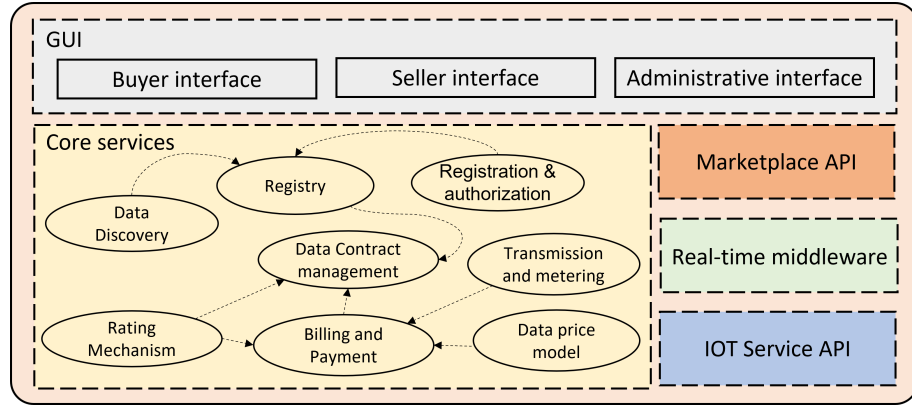 GUI
Buyer interface
Seller interface
Administrative interface
Core services
Registry
Registration &
authorization
Data
Discovery
Data Contract
management
Transmission
and metering
Rating
Mechanism
Billing and
Payment
Data price
model
Marketplace API
Real-time middleware
IOT Service API